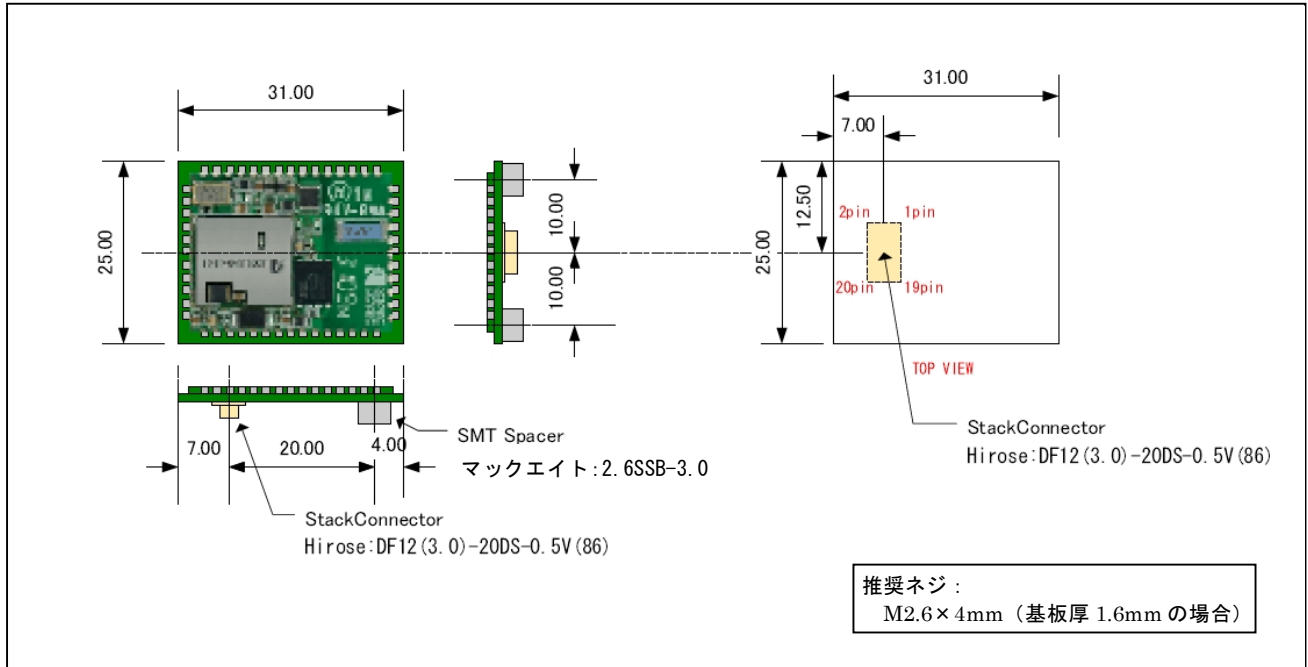 31.00
31.00
7.00
25.00
10.00
10.00
12.50
25.00
2pin
1pin
20pin
19pin
TOP VIEW
7.00
20.00
4.00
SMT Spacer
マックエイト:2.6SSB-3.0
StackConnector
Hirose:DF12(3.0)-20DS-0.5V(86)
StackConnector
Hirose:DF12(3.0)-20DS-0.5V(86)
推奨ネジ:
M2.6×4mm（基板厚 1.6mm の場合）